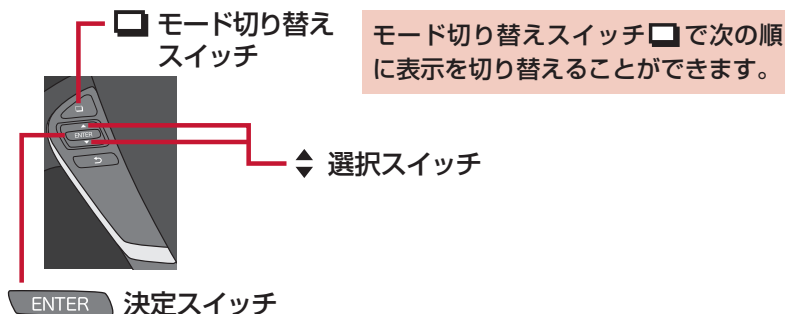 モード切り替え
スイッチ
モード切り替えスイッチ で次の順
に表示を切り替えることができます。
ENTER
選択スイッチ
ENTER 決定スイッチ